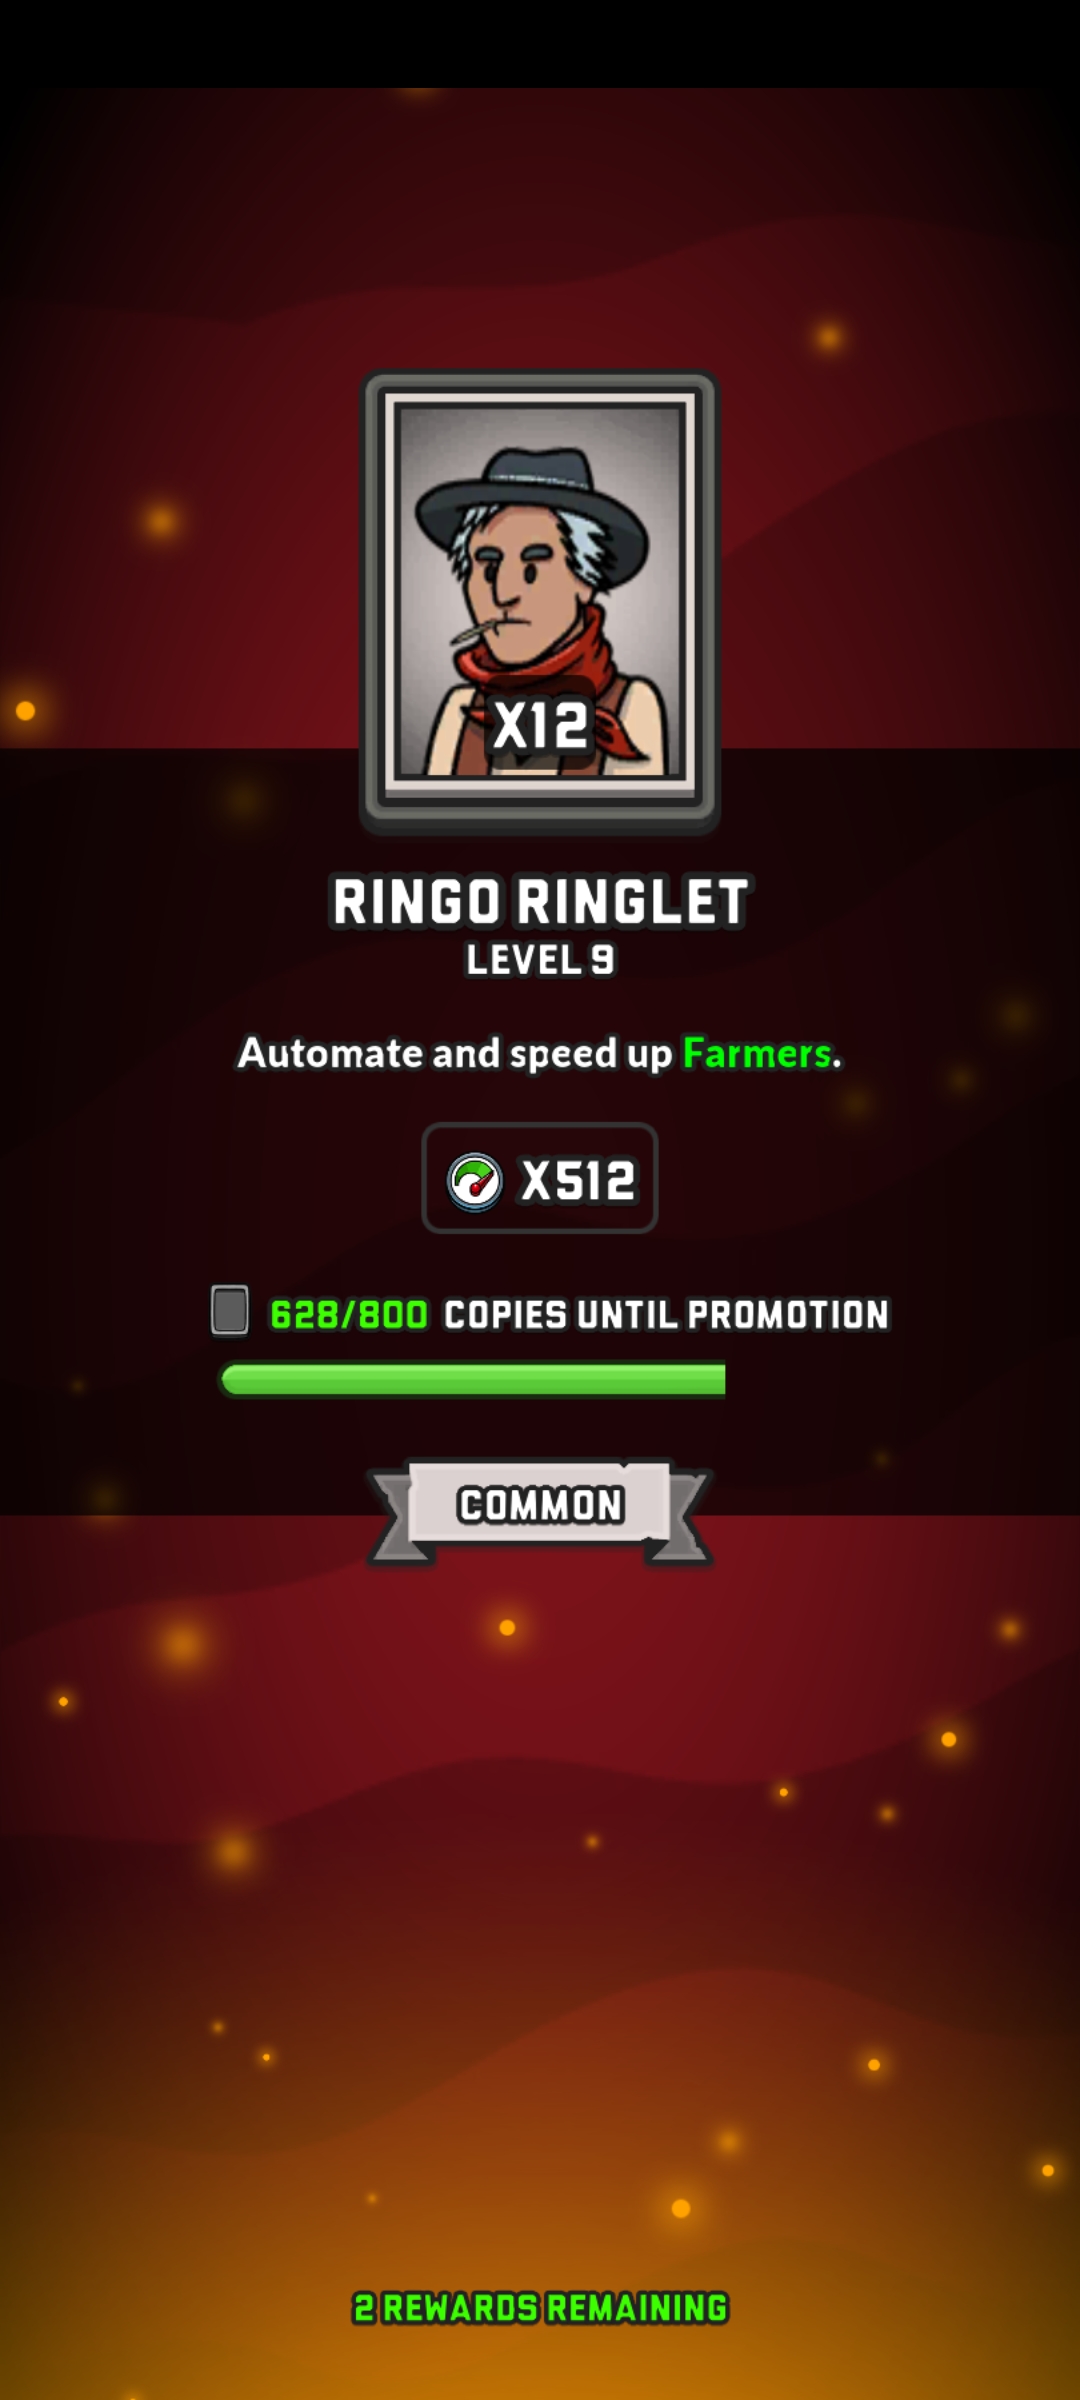 X12
RINGO RINGLET
LEVEL 9
Automate and speed up Farmers.
X512
628/800 COPIES UNTIL PROMOTION
COMMON
2 REWARDS REMAINING